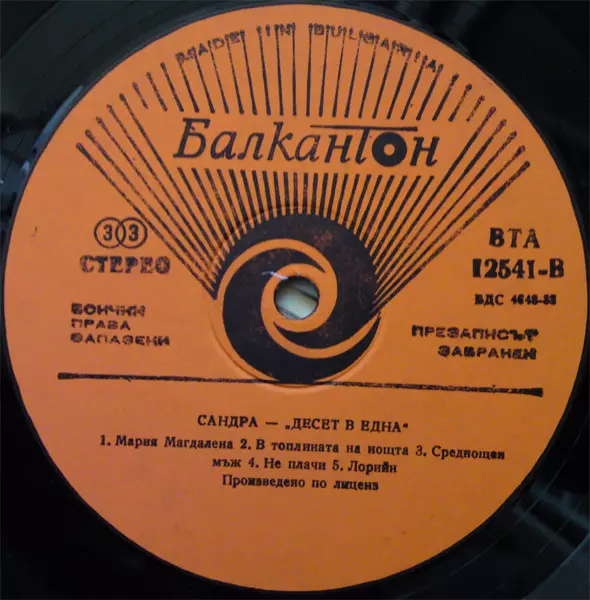 MADE IN BULGARIA
Балкантон
33
СТЕРЕО
ВТА
12541-В
БДС 4648-83
ВСИЧКИ
ПРАВА
ЗАПАЗЕНИ
ПРЕЗАПИСЪТ
ЗАБРАНЕН
САНДРА — „ДЕСЕТ В ЕДНА“
1. Мария Магдалена 2. В топлината на нощта 3. Среднощен
мъж 4. Не плачи 5. Лорийн
Произведено по лиценз